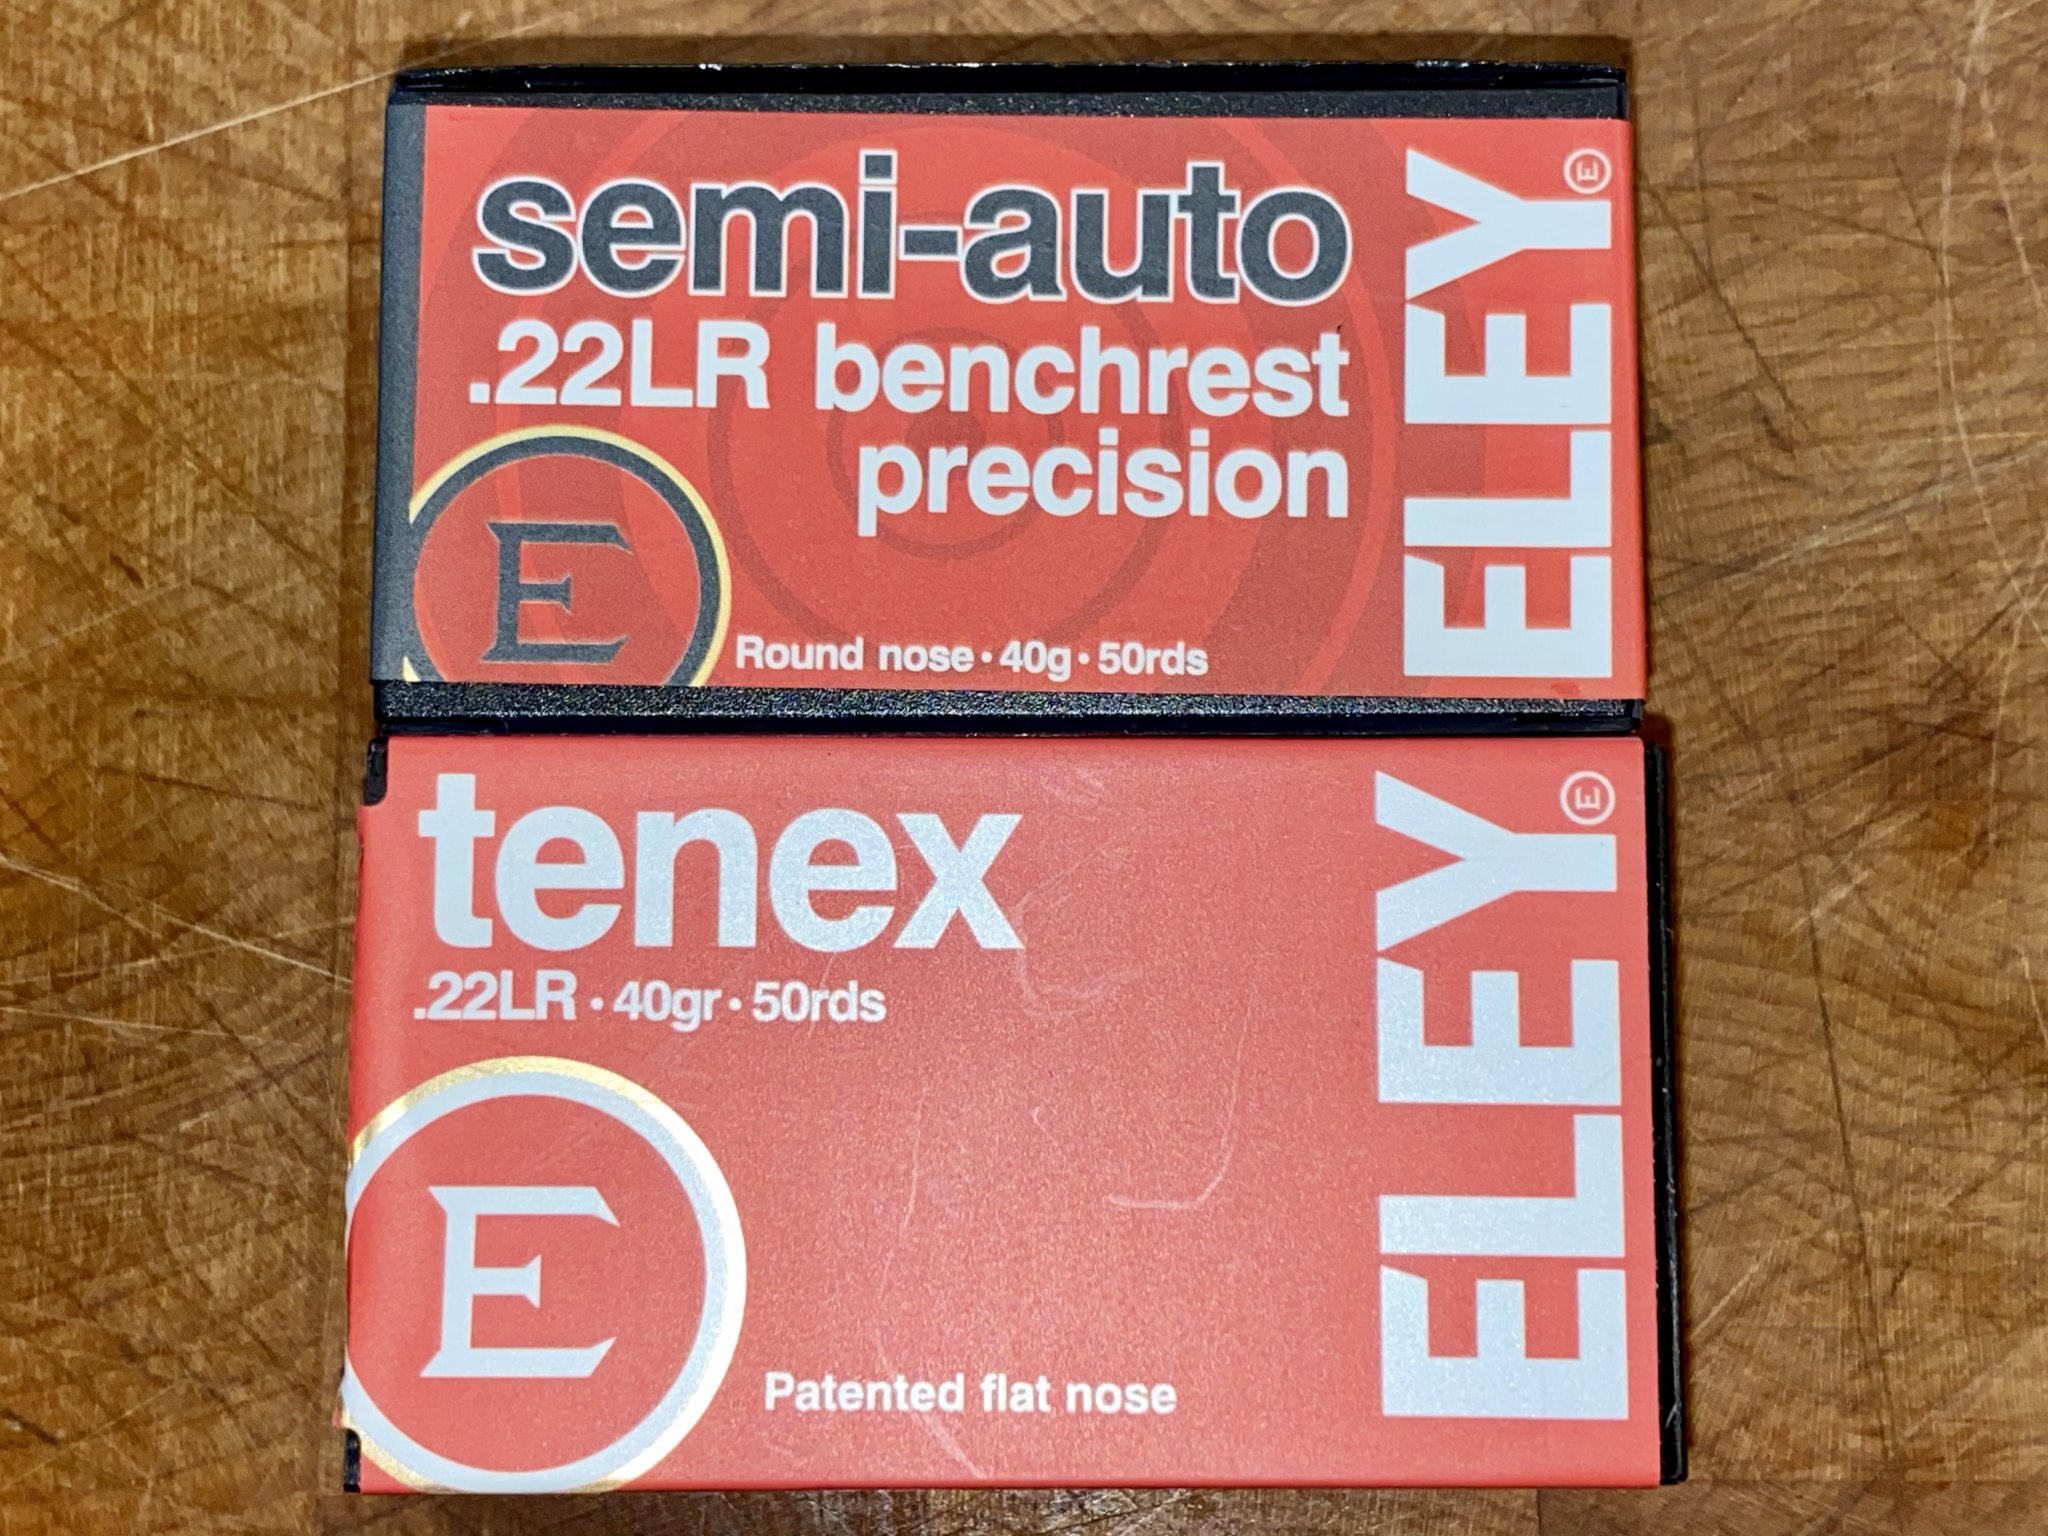 semi-auto
.22LR benchrest
precision
E
Round nose · 40g · 50rds
ELEY
E
tenex
.22LR · 40gr · 50rds
E
Patented flat nose
ELEY
E